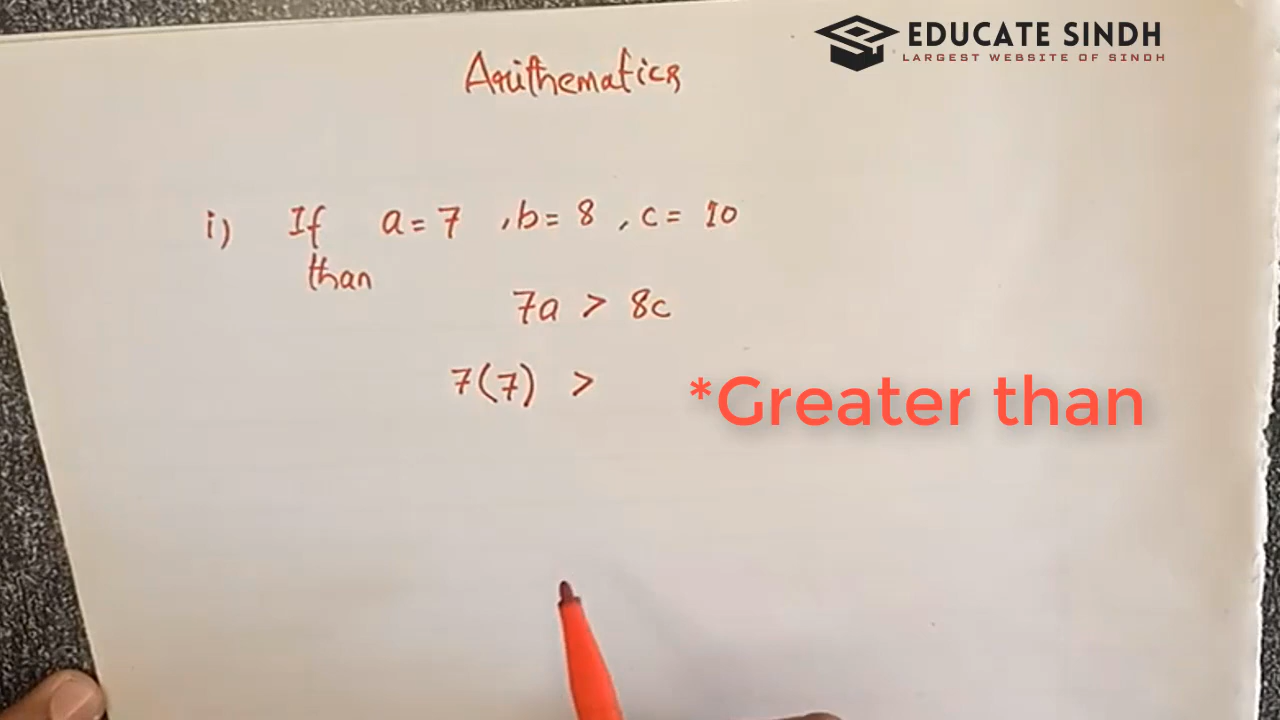 EDUCATE SINDH
LARGEST WEBSITE OF SINDH
Arithematics
i) If a = 7 , b = 8 , c = 10
than
7a > 8c
7(7) >
*Greater than